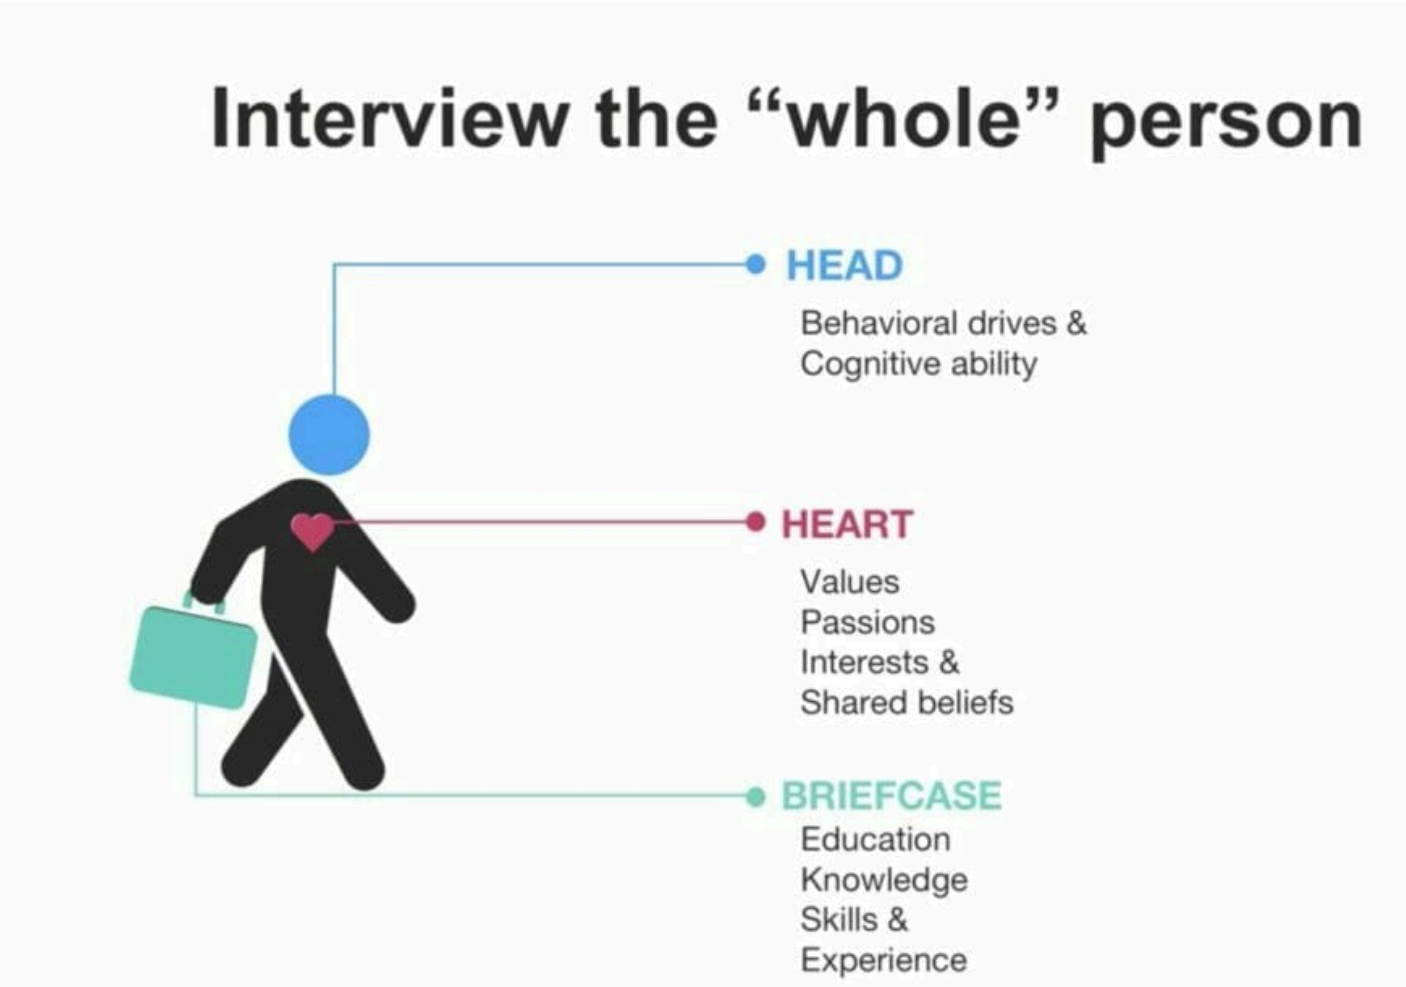 Interview the “whole” person
HEAD
Behavioral drives &
Cognitive ability
HEART
Values
Passions
Interests &
Shared beliefs
BRIEFCASE
Education
Knowledge
Skills &
Experience